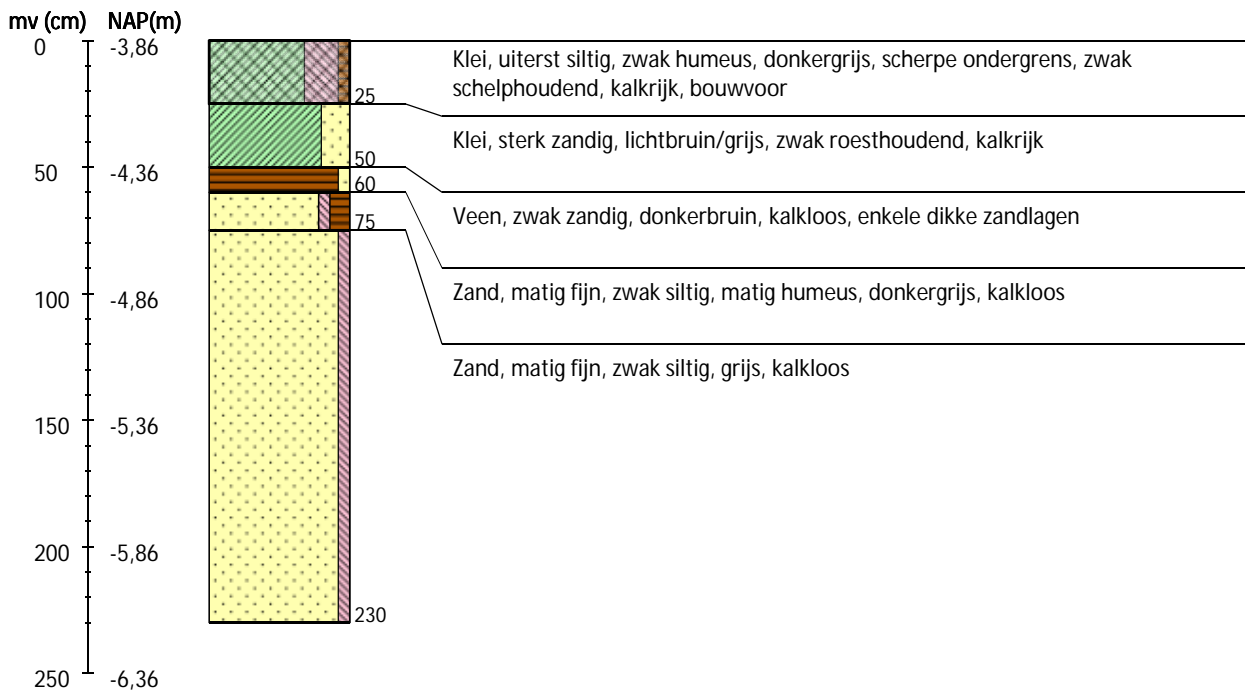 mv (cm) NAP(m)
0 -3,86
Klei, uiterst siltig, zwak humeus, donkergrijs, scherpe ondergrens, zwak
schelphoudend, kalkrijk, bouwvoor
25
Klei, sterk zandig, lichtbruin/grijs, zwak roesthoudend, kalkrijk
50
50 -4,36
60
Veen, zwak zandig, donkerbruin, kalkloos, enkele dikke zandlagen
75
100 -4,86
Zand, matig fijn, zwak siltig, matig humeus, donkergrijs, kalkloos
Zand, matig fijn, zwak siltig, grijs, kalkloos
150 -5,36
200 -5,86
230
250 -6,36